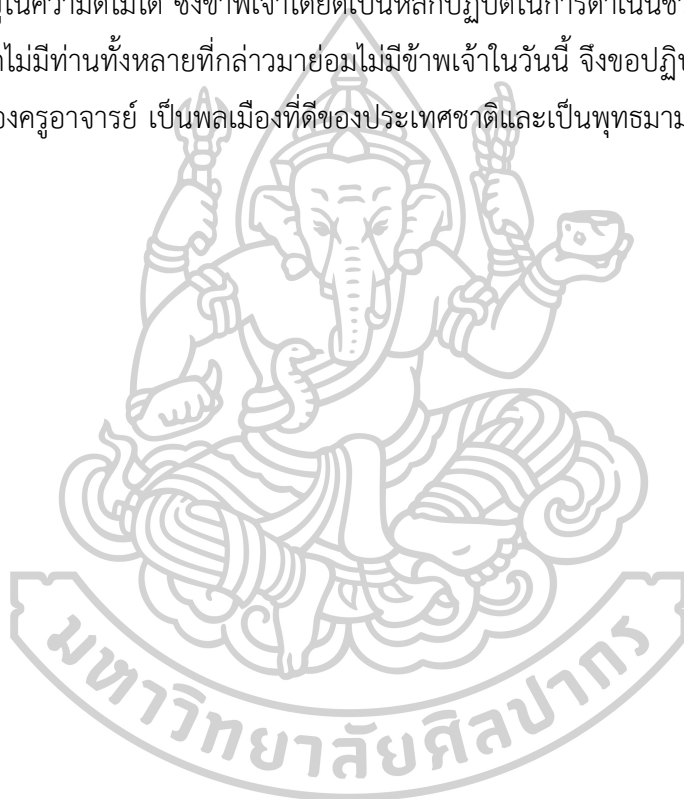 ในความดีไม่ได้ ซึ่งข้าพเจ้าได้ยึดเป็นหลักปฏิบัติในการดำเนินชี
ไม่มีท่านทั้งหลายที่กล่าวมาย่อมไม่มีข้าพเจ้าในวันนี้ จึงขอปฏิ
องครูอาจารย์ เป็นพลเมืองที่ดีของประเทศชาติและเป็นพุทธมาม
มหาวิทยาลัยศิลปากร